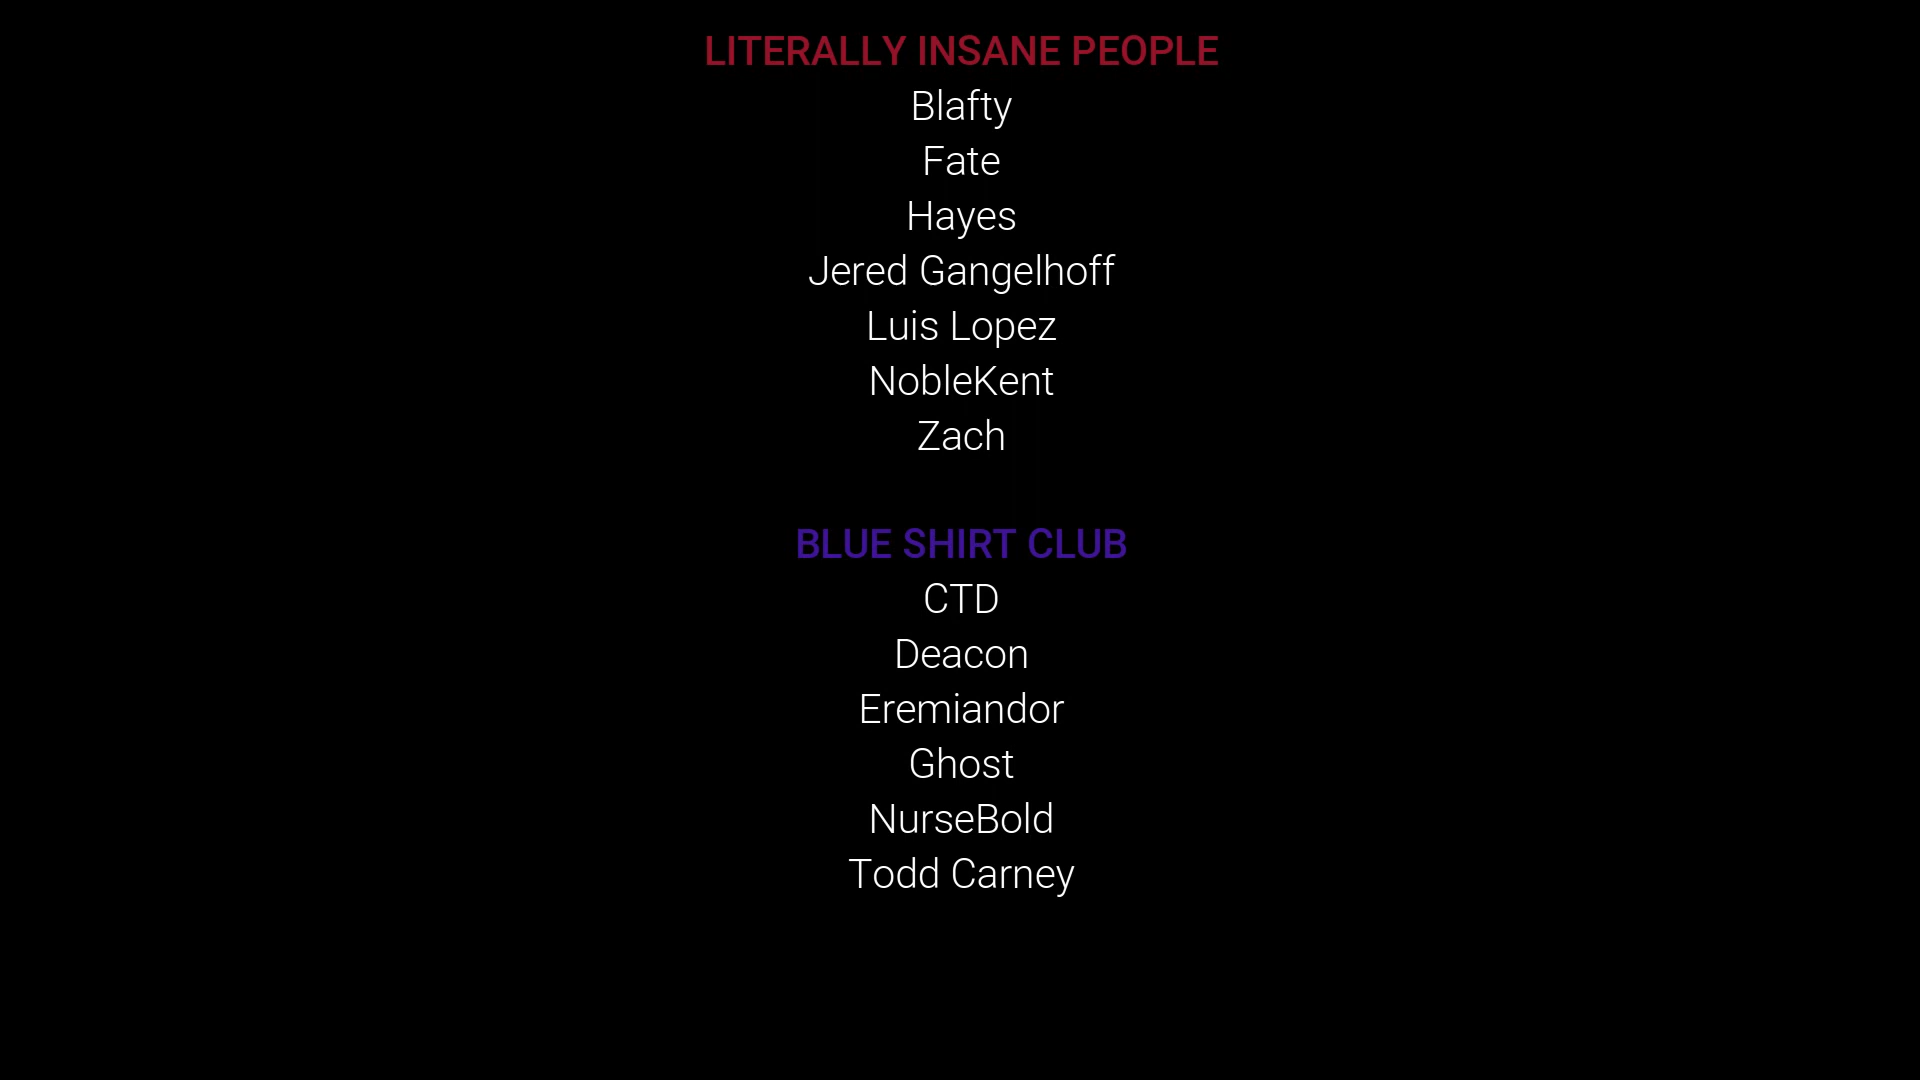 LITERALLY INSANE PEOPLE
Blafty
Fate
Hayes
Jered Gangelhoff
Luis Lopez
NobleKent
Zach
BLUE SHIRT CLUB
CTD
Deacon
Eremiandor
Ghost
NurseBold
Todd Carney